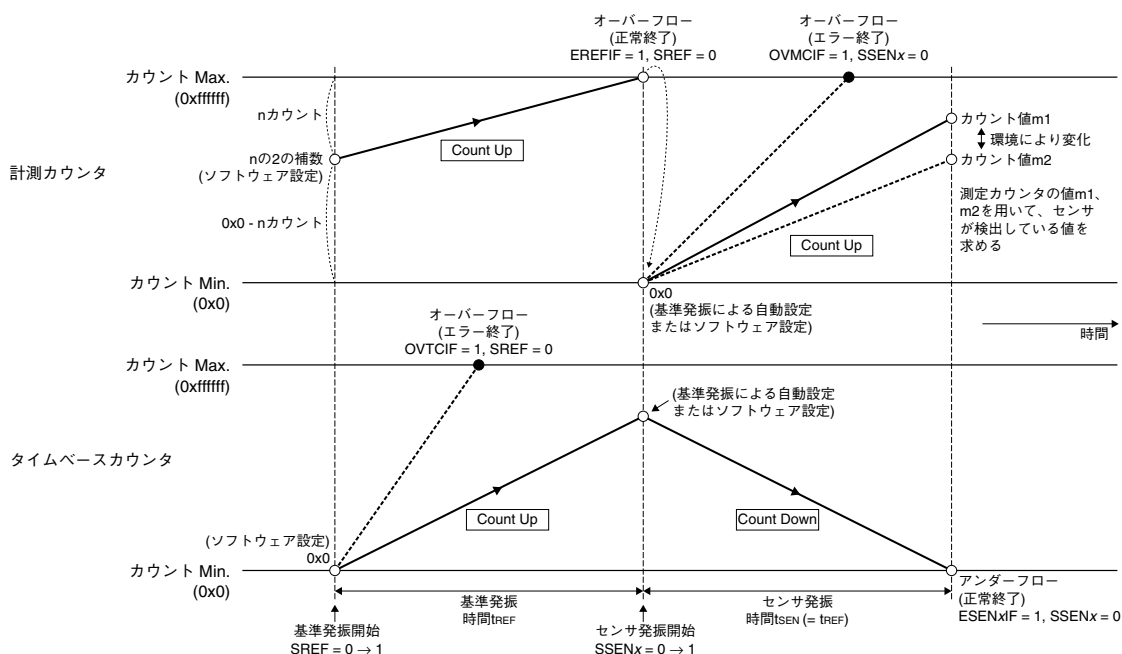 オーバーフロー
(正常終了)
EREFIF = 1, SREF = 0
オーバーフロー
(エラー終了)
OVMCIF = 1, SSENx = 0
カウント Max.
(0xffffff)
nカウント
nの2の補数
(ソフトウェア設定)
Count Up
計測カウンタ
0x0 - nカウント
カウント値m1
環境により変化
カウント値m2
測定カウンタの値m1、
m2を用いて、センサ
が検出している値を
求める
Count Up
カウント Min.
(0x0)
0x0
(基準発振による自動設定
またはソフトウェア設定)
時間
オーバーフロー
(エラー終了)
OVTCIF = 1, SREF = 0
カウント Max.
(0xffffff)
(基準発振による自動設定
またはソフトウェア設定)
タイムベースカウンタ
Count Up
Count Down
(ソフトウェア設定)
0x0
カウント Min.
(0x0)
アンダーフロー
(正常終了)
ESENxIF = 1, SSENx = 0
基準発振
時間tREF
センサ発振
時間tSEN (= tREF)
基準発振開始
SREF = 0 → 1
センサ発振開始
SSENx = 0 → 1